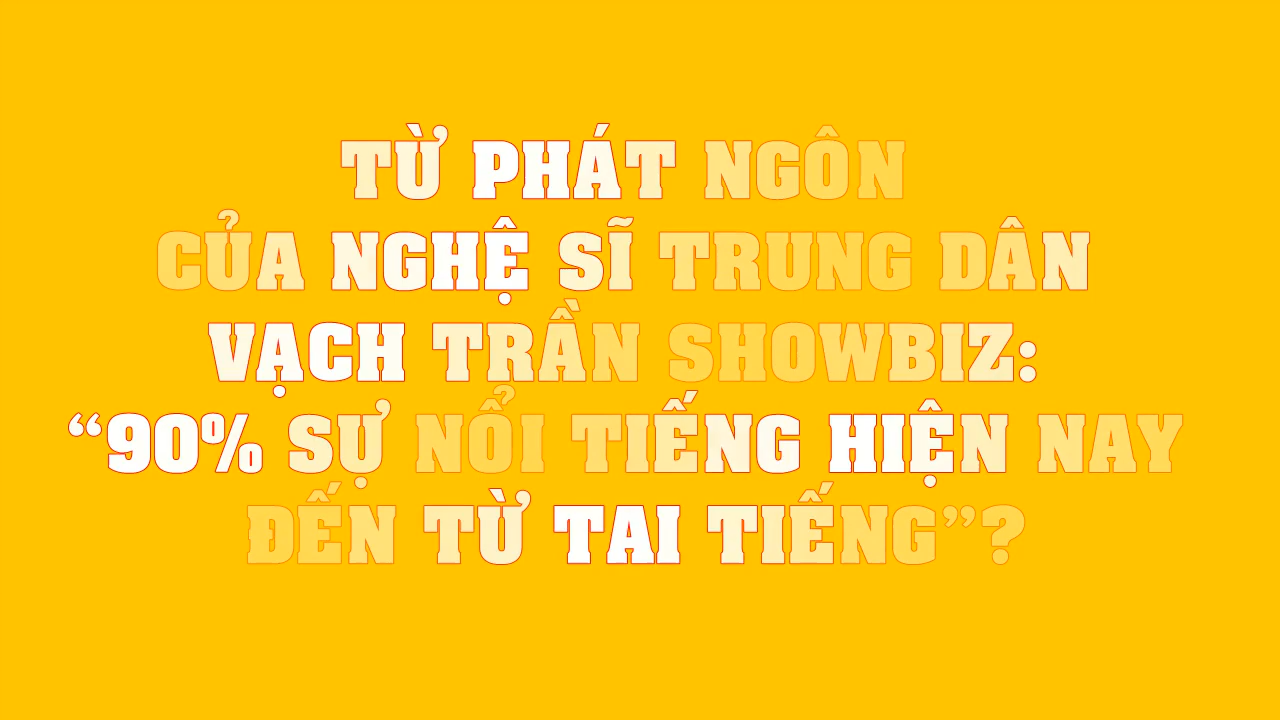 TỪ PHÁT NGÔN
CỦA NGHỆ SĨ TRUNG DÂN
VẠCH TRẦN SHOWBIZ:
“90% SỰ NỔI TIẾNG HIỆN NAY
ĐẾN TỪ TAI TIẾNG”?